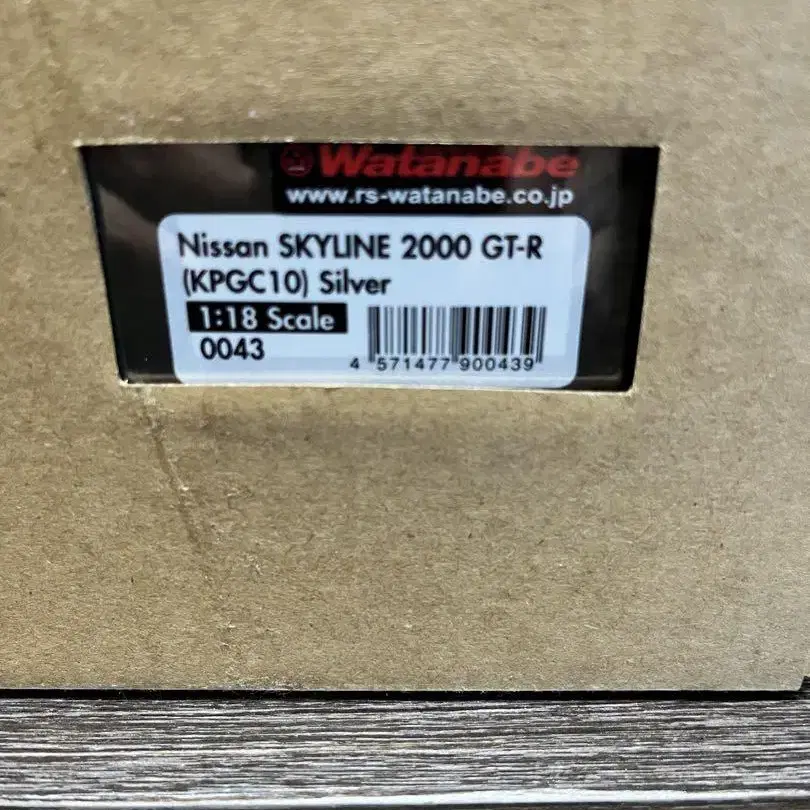 Watanabe
www.rs-watanabe.co.jp
Nissan SKYLINE 2000 GT-R
(KPGC10) Silver
1:18 Scale
0043
4 571477 900439